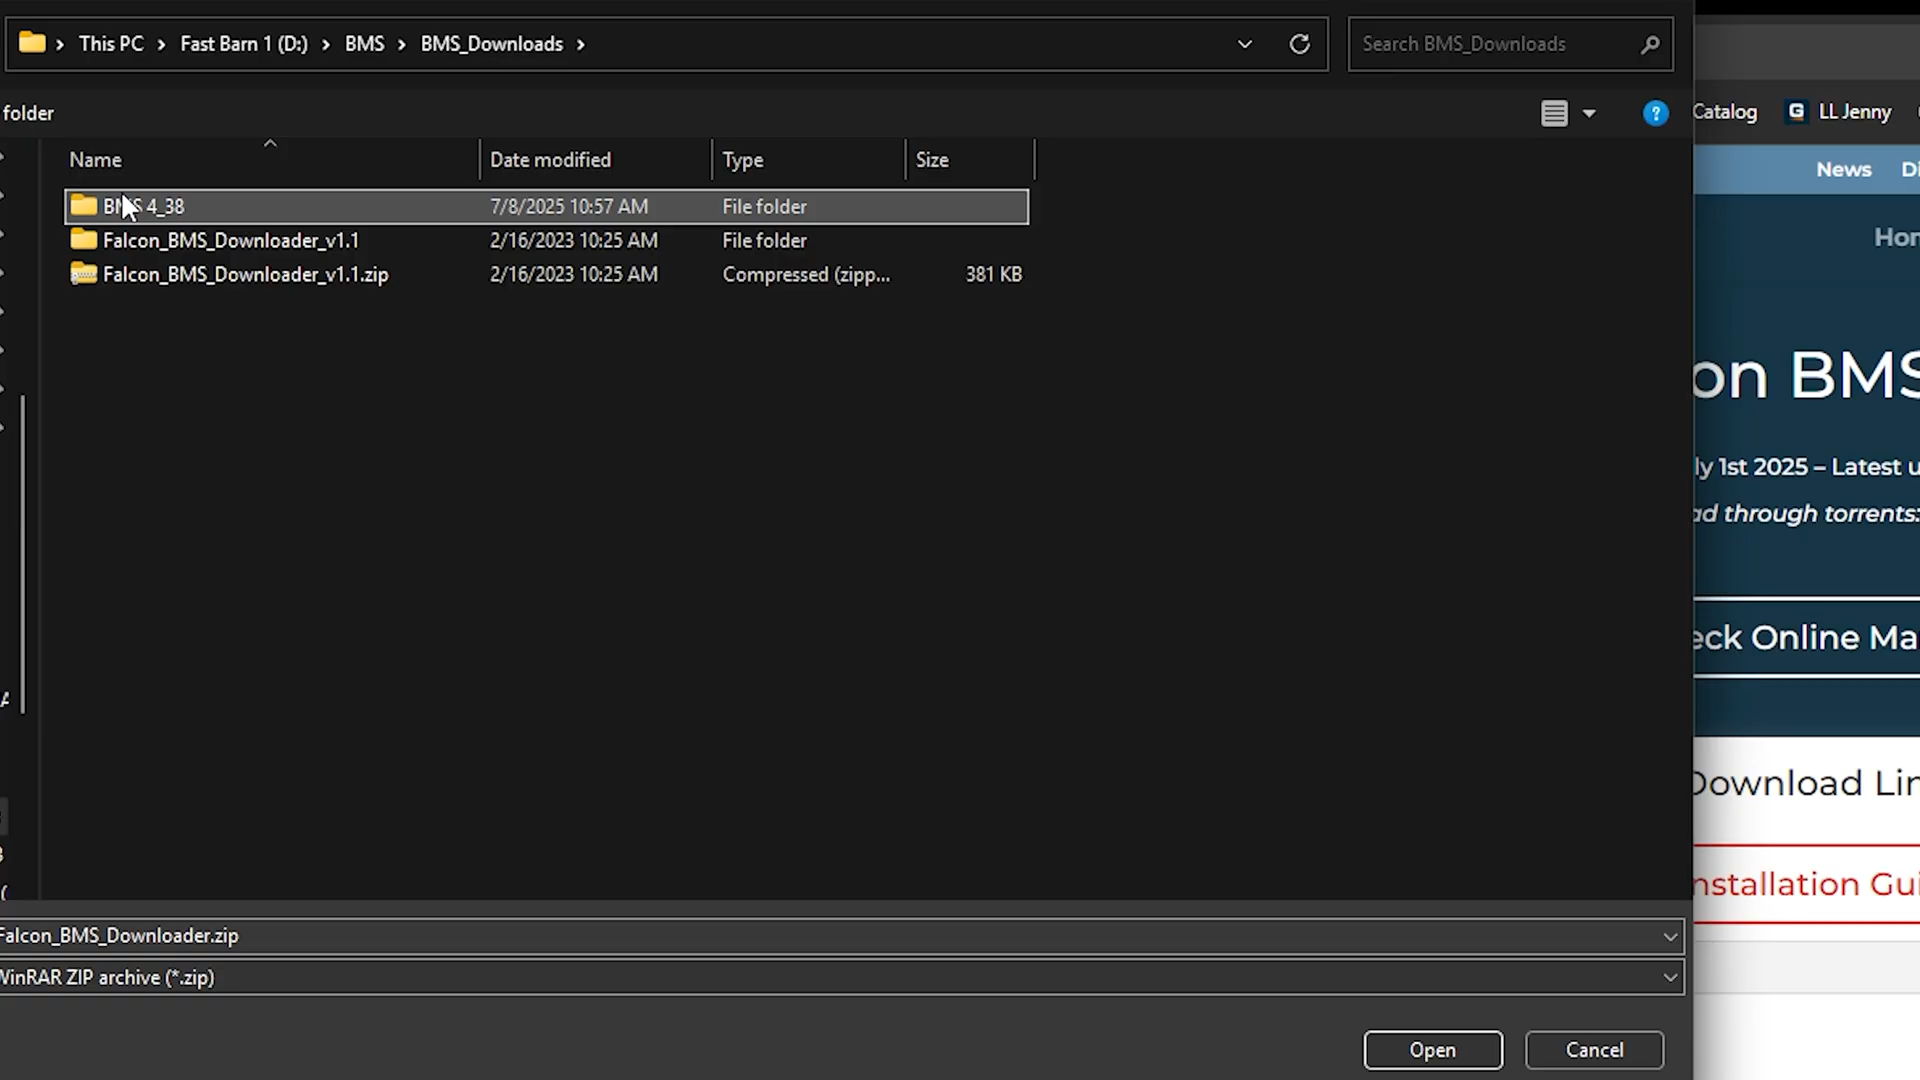 This PC > Fast Barn 1 (D:) > BMS > BMS_Downloads >
Search BMS_Downloads
folder
Name
Date modified
Type
Size
BMS 4_38
7/8/2025 10:57 AM
File folder
Falcon_BMS_Downloader_v1.1
2/16/2023 10:25 AM
File folder
Falcon_BMS_Downloader_v1.1.zip
2/16/2023 10:25 AM
Compressed (zipp...
381 KB
Falcon_BMS_Downloader.zip
WinRAR ZIP archive (*.zip)
Open
Cancel
Catalog
G LL Jenny
News
Di
Hom
on BMS
ly 1st 2025 – Latest u
ad through torrents:
eck Online Ma
Download Lin
nstallation Gui